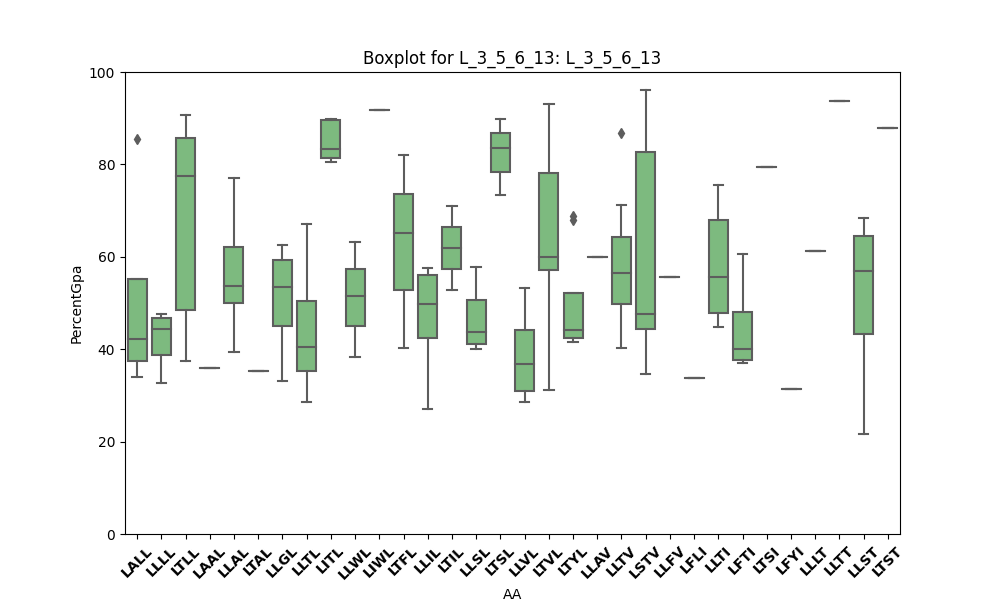 Boxplot for L_3_5_6_13: L_3_5_6_13
100
80
60
40
20
0
PercentGpa
LALL LLLL LTLL LAAL LLAL LTAL LLGL LLTL LITL LLWL LIWL LTFL LLIL LTIL LLSL LTSL LLVL LTVL LTYL LLAV LLTV LSTV LLFV LFLI LLTI LFTI LTSI LFYI LLLT LLTT LLST LTST
AA